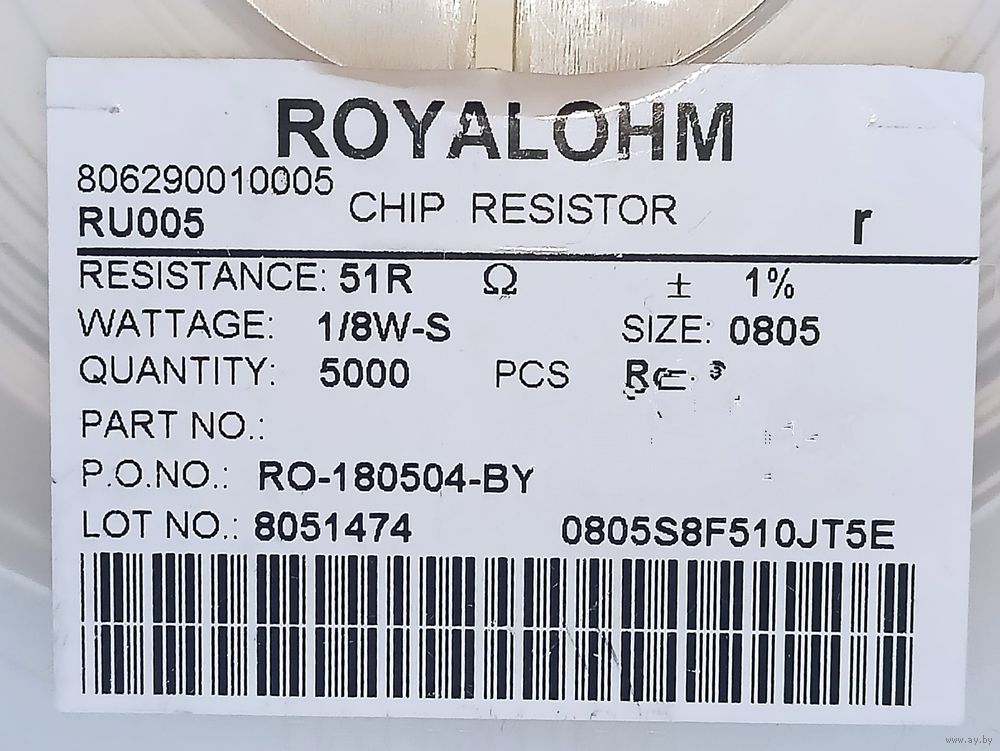 ROYALOHM
806290010005
CHIP RESISTOR
RU005
r
RESISTANCE: 51R Ω ± 1%
WATTAGE: 1/8W-S SIZE: 0805
QUANTITY: 5000 PCS
PART NO.:
P.O.NO.: RO-180504-BY
LOT NO.: 8051474 0805S8F510JT5E
www.ay.by